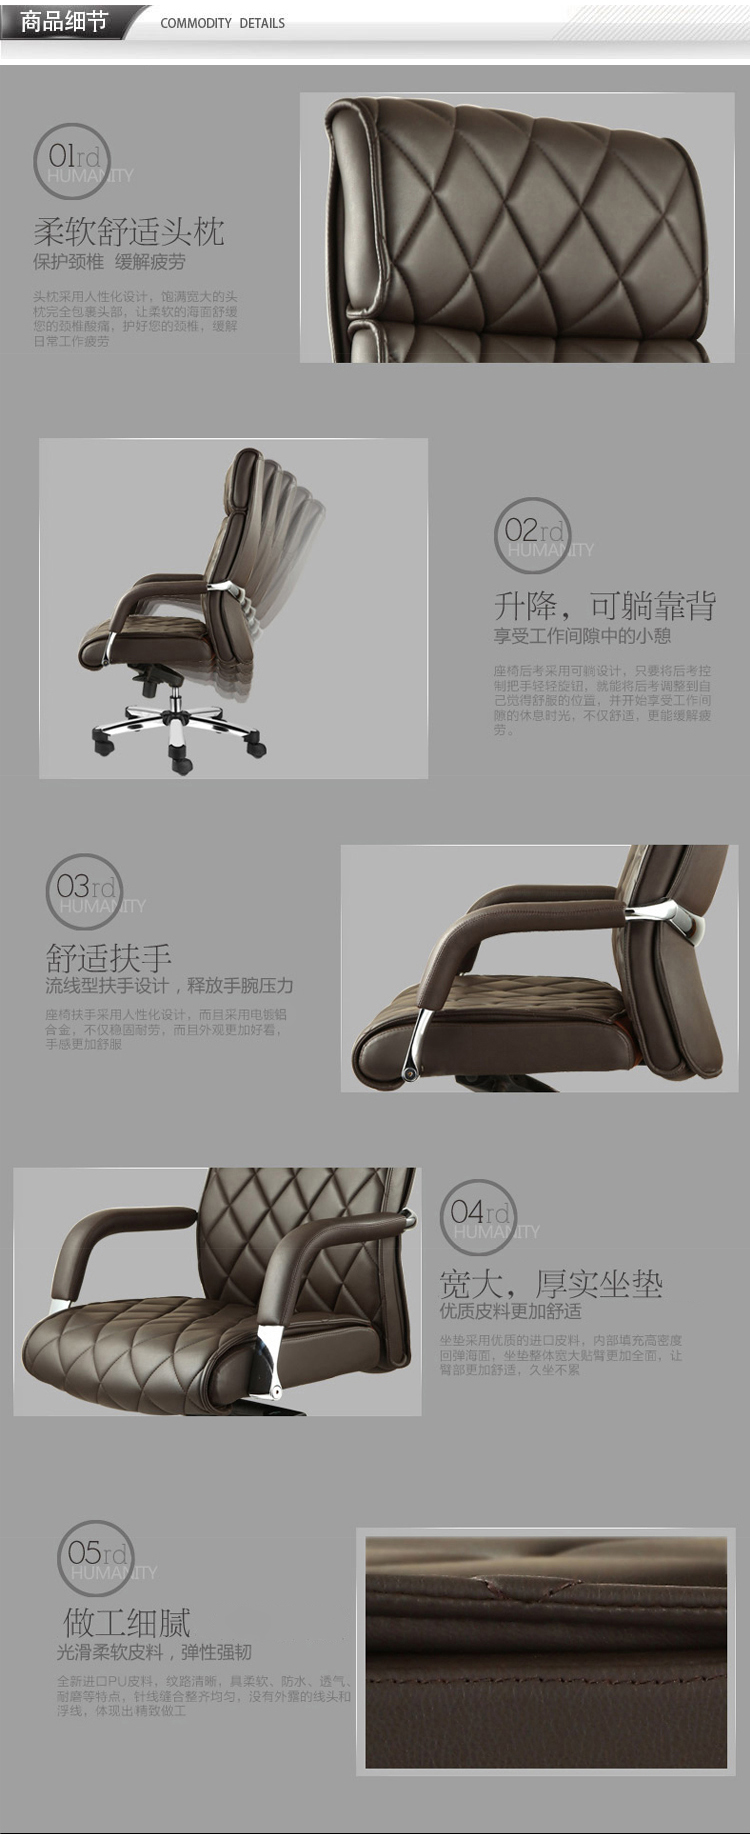 商品细节 COMMODITY DETAILS
01rd
HUMANITY
柔软舒适头枕
保护颈椎 缓解疲劳
头枕采用人性化设计，饱满宽大的头
枕完全包裹头部，让柔软的海面舒缓
您的颈椎酸痛，护好您的颈椎，缓解
日常工作疲劳
02rd
HUMANITY
升降，可躺靠背
享受工作间隙中的小憩
座椅后考采用可躺设计，只要将后考控
制把手轻轻旋钮，就能将后考调整到自
己觉得舒服的位置，并开始享受工作间
隙的休息时光，不仅舒适，更能缓解疲
劳。
03rd
HUMANITY
舒适扶手
流线型扶手设计，释放手腕压力
座椅扶手采用人性化设计，而且采用电镀铝
合金，不仅稳固耐劳，而且外观更加好看，
手感更加舒服
04rd
HUMANITY
宽大，厚实坐垫
优质皮料更加舒适
坐垫采用优质的进口皮料，内部填充高密度
回弹海面，坐垫整体宽大贴臂更加全面，让
臂部更加舒适，久坐不累
05rd
HUMANITY
做工细腻
光滑柔软皮料，弹性强韧
全新进口PU皮料，纹路清晰，具柔软、防水、透气、
耐磨等特点，针线缝合整齐均匀，没有外露的线头和
浮线，体现出精致做工